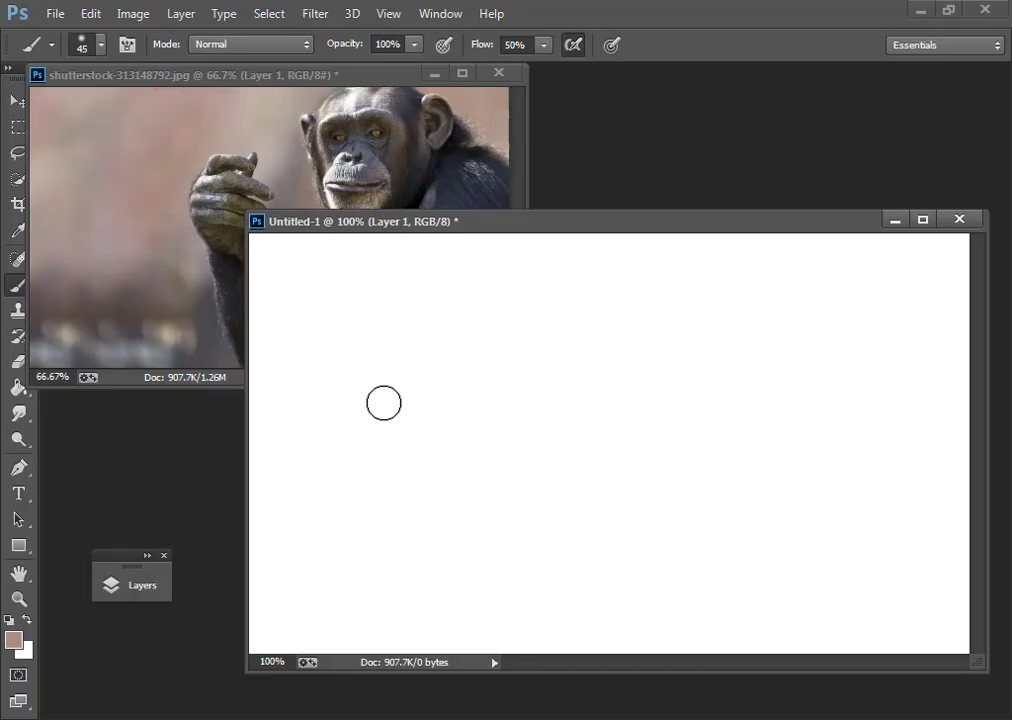 Ps File Edit Image Layer Type Select Filter 3D View Window Help
45 Mode: Normal Opacity: 100% Flow: 50% Essentials
Ps shutterstock-313148792.jpg @ 66.7% (Layer 1, RGB/8#) *
Ps Untitled-1 @ 100% (Layer 1, RGB/8) *
66.67% Doc: 907.7K/1.26M
T
Layers
100% Doc: 907.7K/0 bytes